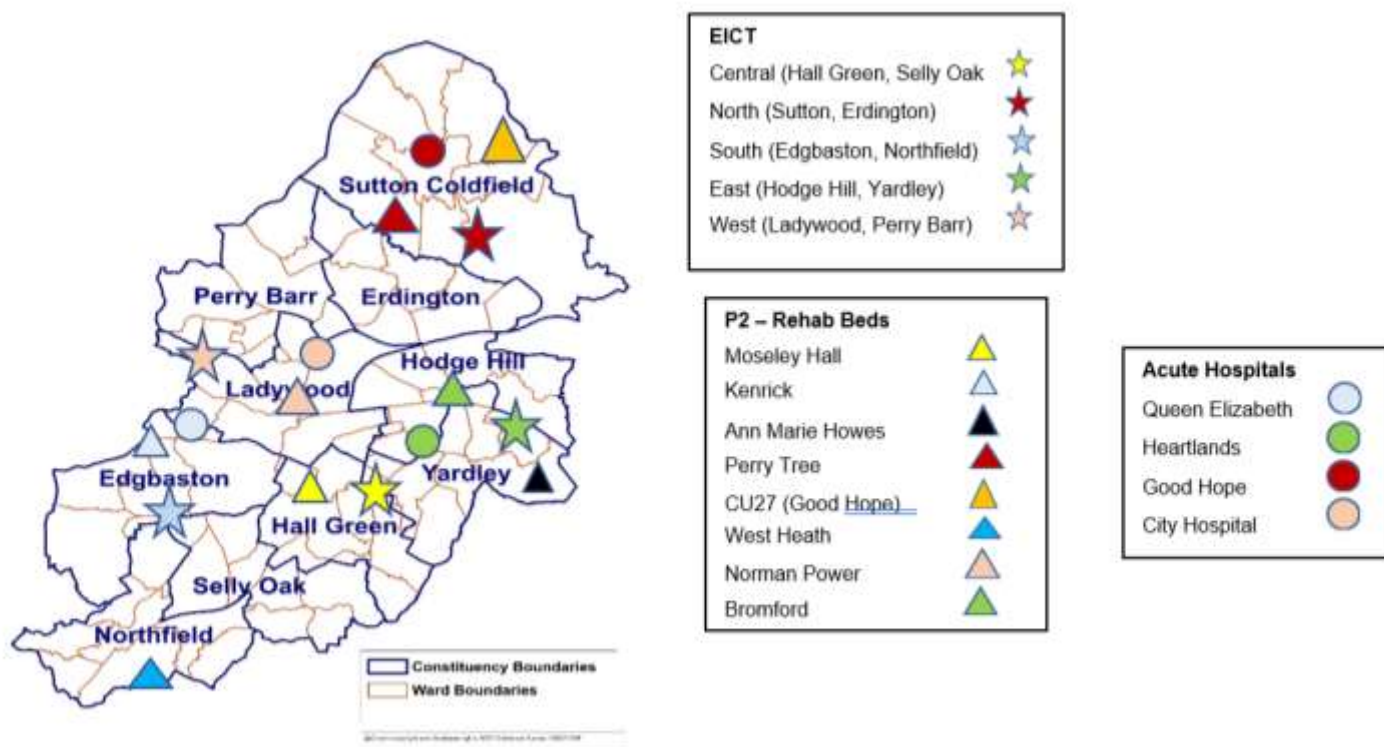 Sutton Coldfield
Perry Barr
Erdington
Hodge Hill
Ladywood
Edgbaston
Yardley
Hall Green
Selly Oak
Northfield
Constituency Boundaries
Ward Boundaries
EICT
Central (Hall Green, Selly Oak
North (Sutton, Erdington)
South (Edgbaston, Northfield)
East (Hodge Hill, Yardley)
West (Ladywood, Perry Barr)
P2 – Rehab Beds
Moseley Hall
Kenrick
Ann Marie Howes
Perry Tree
CU27 (Good Hope)
West Heath
Norman Power
Bromford
Acute Hospitals
Queen Elizabeth
Heartlands
Good Hope
City Hospital